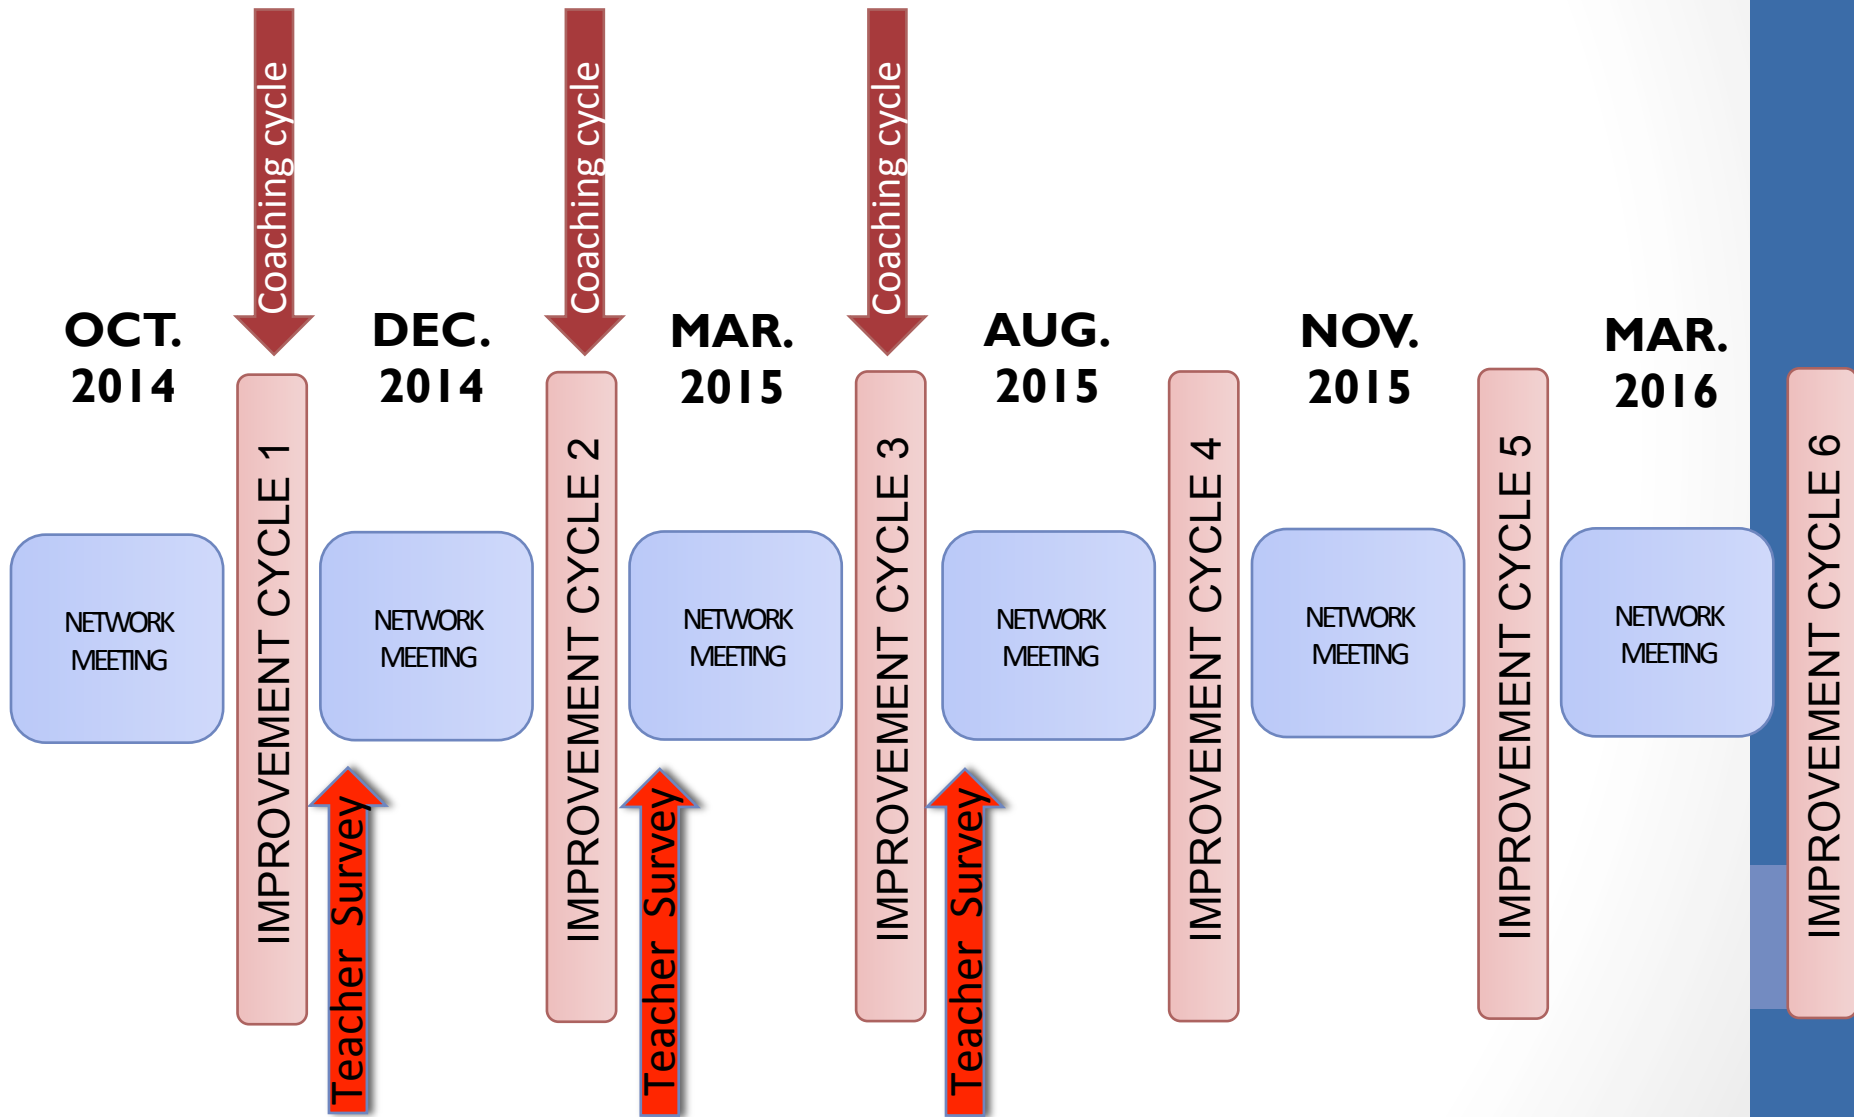 Coaching cycle
Coaching cycle
Coaching cycle
OCT.
2014
DEC.
2014
MAR.
2015
AUG.
2015
NOV.
2015
MAR.
2016
IMPROVEMENT CYCLE 1
IMPROVEMENT CYCLE 2
IMPROVEMENT CYCLE 3
IMPROVEMENT CYCLE 4
IMPROVEMENT CYCLE 5
IMPROVEMENT CYCLE 6
NETWORK
MEETING
NETWORK
MEETING
NETWORK
MEETING
NETWORK
MEETING
NETWORK
MEETING
NETWORK
MEETING
Teacher Survey
Teacher Survey
Teacher Survey